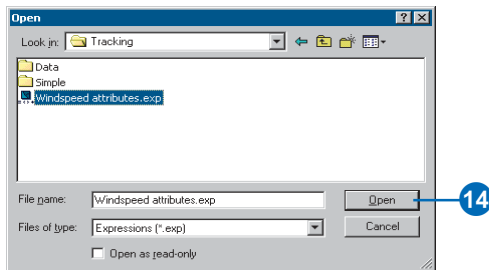 Open
Look in: Tracking
Data
Simple
Windspeed attributes.exp
File name: Windspeed attributes.exp Open 14
Files of type: Expressions (*.exp) Cancel
Open as read-only